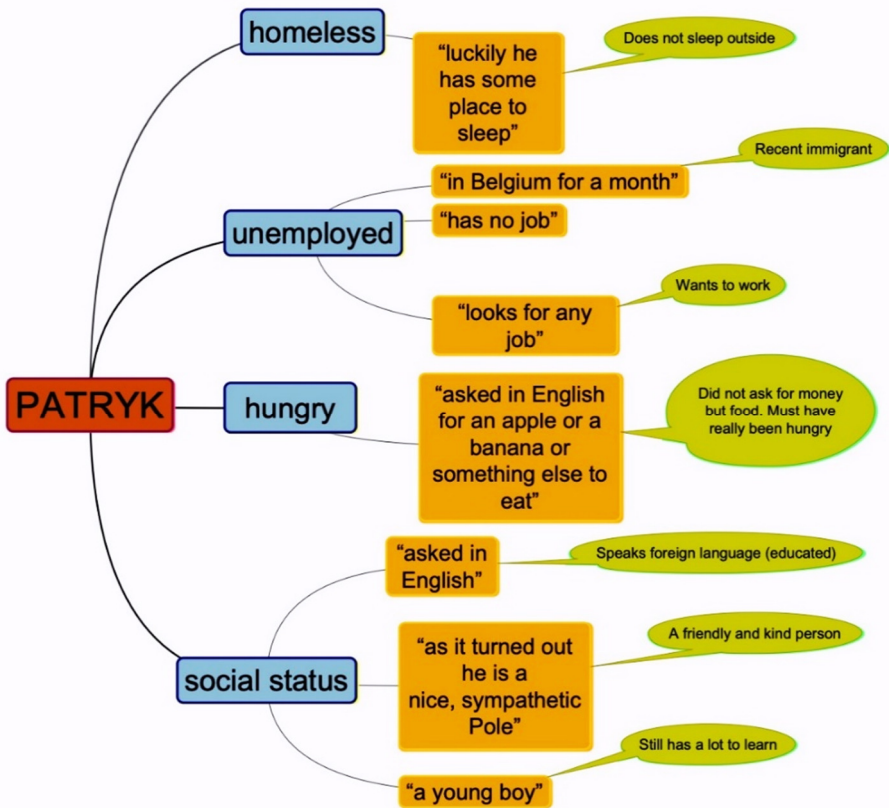 homeless
“luckily he
has some
place to
sleep”
Does not sleep outside
unemployed
“in Belgium for a month”
Recent immigrant
“has no job”
“looks for any
job”
Wants to work
PATRYK
hungry
“asked in English
for an apple or a
banana or
something else to
eat”
Did not ask for money
but food. Must have
really been hungry
social status
“asked in
English”
Speaks foreign language (educated)
“as it turned out
he is a
nice, sympathetic
Pole”
A friendly and kind person
“a young boy”
Still has a lot to learn